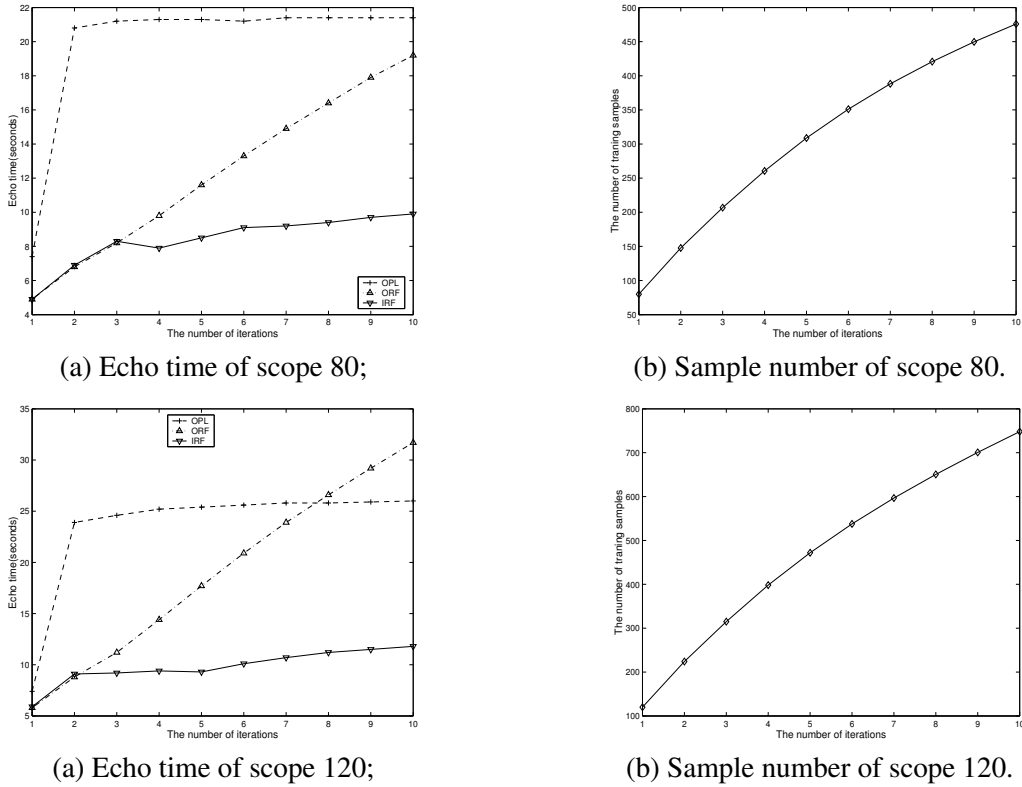 22
20
18
16
14
12
10
8
6
4
Echo time(seconds)
OPL
ORF
IRF
1 2 3 4 5 6 7 8 9 10
The number of iterations
(a) Echo time of scope 80;
500
450
400
350
300
250
200
150
100
50
The number of traning samples
1 2 3 4 5 6 7 8 9 10
The number of iterations
(b) Sample number of scope 80.
35
30
25
20
15
10
5
Echo time(seconds)
OPL
ORF
IRF
1 2 3 4 5 6 7 8 9 10
The number of iterations
(a) Echo time of scope 120;
800
700
600
500
400
300
200
100
The number of traning samples
1 2 3 4 5 6 7 8 9 10
The number of iterations
(b) Sample number of scope 120.